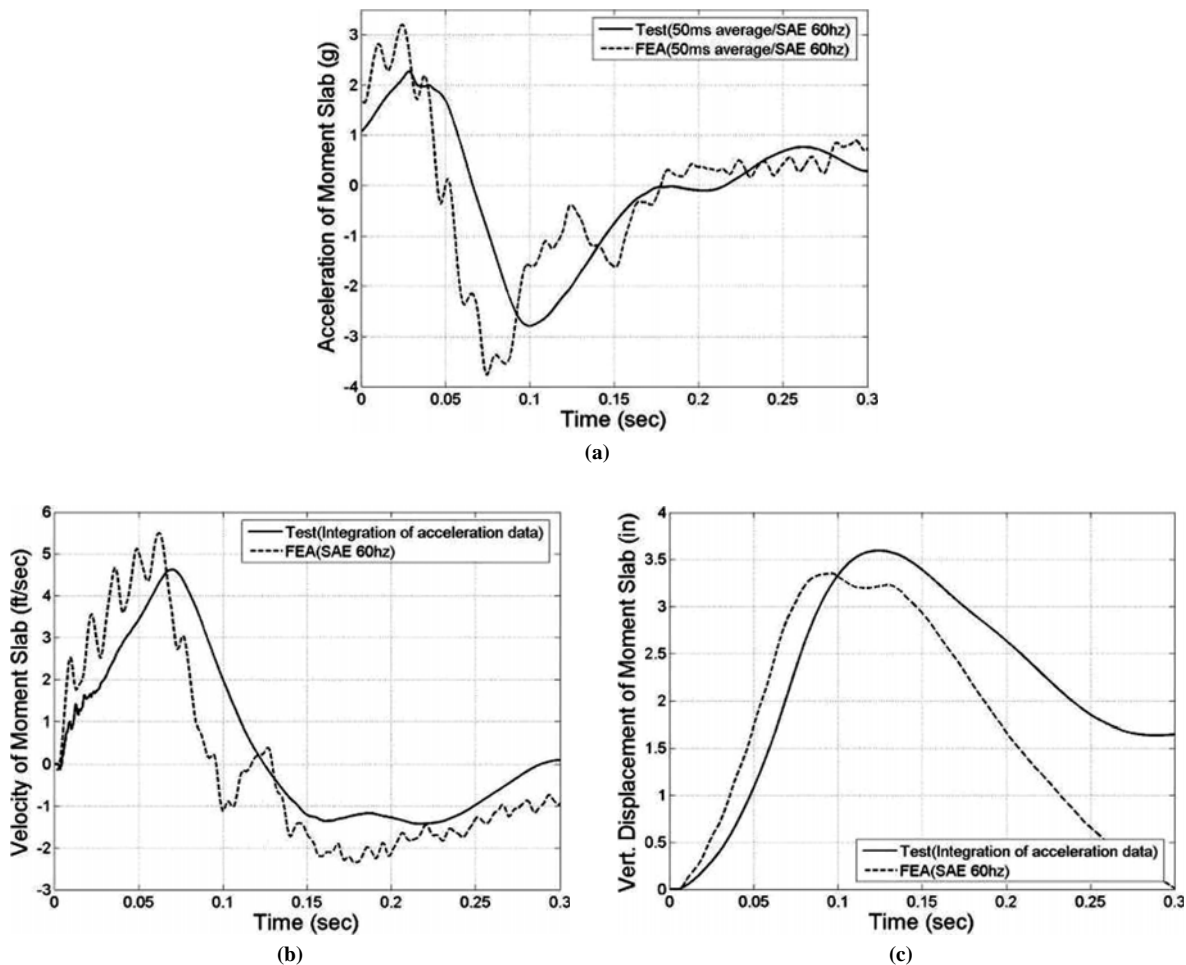 Acceleration of Moment Slab (g)
3
2
1
0
-1
-2
-3
-4
Test(50ms average/SAE 60hz)
FEA(50ms average/SAE 60hz)
0 0.05 0.1 0.15 0.2 0.25 0.3
Time (sec)
(a)
Velocity of Moment Slab (ft/sec)
6
5
4
3
2
1
0
-1
-2
-3
Test(Integration of acceleration data)
FEA(SAE 60hz)
0 0.05 0.1 0.15 0.2 0.25 0.3
Time (sec)
(b)
Vert. Displacement of Moment Slab (in)
4
3.5
3
2.5
2
1.5
1
0.5
0
Test(Integration of acceleration data)
FEA(SAE 60hz)
0 0.05 0.1 0.15 0.2 0.25 0.3
Time (sec)
(c)